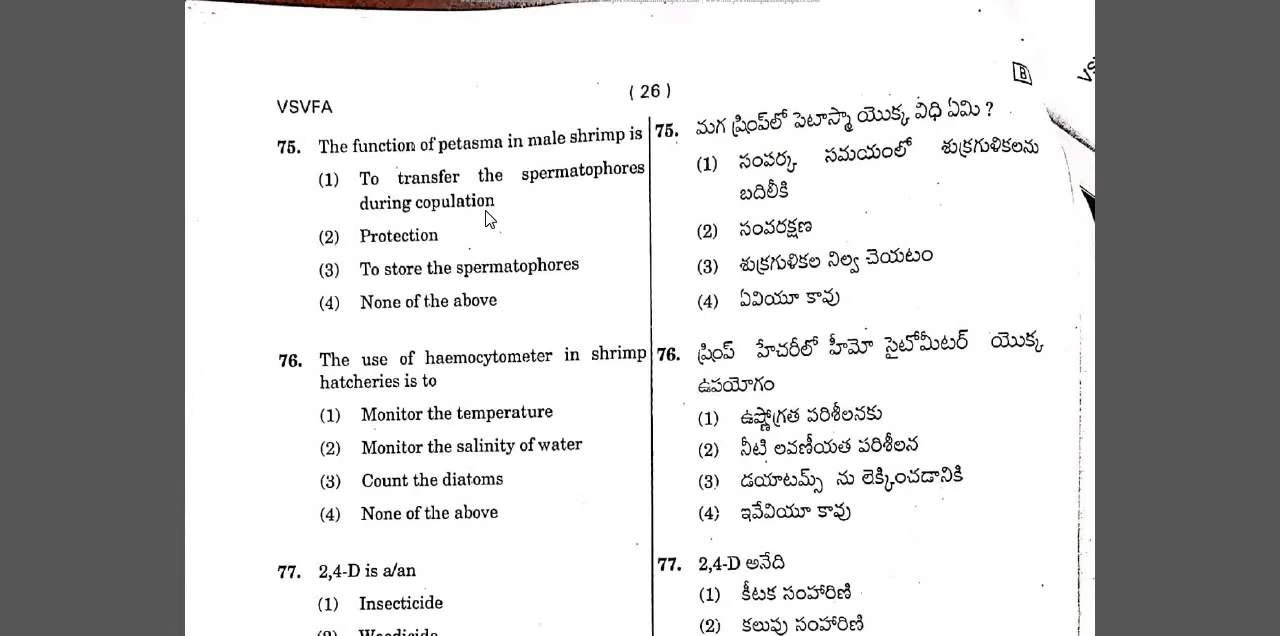 ( 26 )
B
VSVFA
75. The function of petasma in male shrimp is
(1) To transfer the spermatophores
during copulation
(2) Protection
(3) To store the spermatophores
(4) None of the above
76. The use of haemocytometer in shrimp
hatcheries is to
(1) Monitor the temperature
(2) Monitor the salinity of water
(3) Count the diatoms
(4) None of the above
77. 2,4-D is a/an
(1) Insecticide
(2) Weedicide
75. మగ ష్రింప్‌లో పెటాస్మా యొక్క విధి ఏమి ?
(1) సంపర్క సమయంలో శుక్రగుళికలను
బదిలీకి
(2) సంవరక్షణ
(3) శుక్రగుళికల నిల్వ చెయటం
(4) ఏవియూ కావు
76. ష్రింప్ హేచరీలో హీమో సైటోమీటర్ యొక్క
ఉపయోగం
(1) ఉష్ణోగ్రత పరిశీలనకు
(2) నీటి లవణీయత పరిశీలన
(3) డయాటమ్స్ ను లెక్కించడానికి
(4) ఇవేవియూ కావు
77. 2,4-D అనేది
(1) కీటక సంహారిణి
(2) కలుపు సంహారిణి